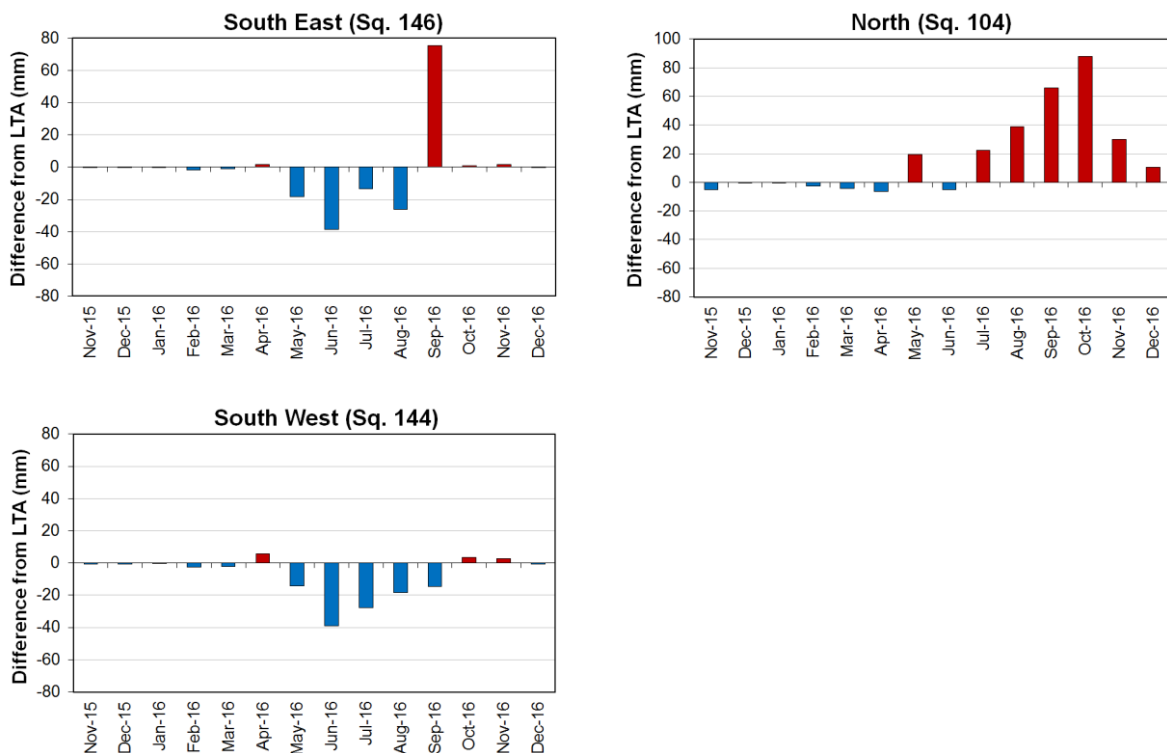 South East (Sq. 146)
Difference from LTA (mm)
80
60
40
20
0
-20
-40
-60
-80
Nov-15
Dec-15
Jan-16
Feb-16
Mar-16
Apr-16
May-16
Jun-16
Jul-16
Aug-16
Sep-16
Oct-16
Nov-16
Dec-16
North (Sq. 104)
Difference from LTA (mm)
100
80
60
40
20
0
-20
-40
-60
-80
Nov-15
Dec-15
Jan-16
Feb-16
Mar-16
Apr-16
May-16
Jun-16
Jul-16
Aug-16
Sep-16
Oct-16
Nov-16
Dec-16
South West (Sq. 144)
Difference from LTA (mm)
80
60
40
20
0
-20
-40
-60
-80
Nov-15
Dec-15
Jan-16
Feb-16
Mar-16
Apr-16
May-16
Jun-16
Jul-16
Aug-16
Sep-16
Oct-16
Nov-16
Dec-16